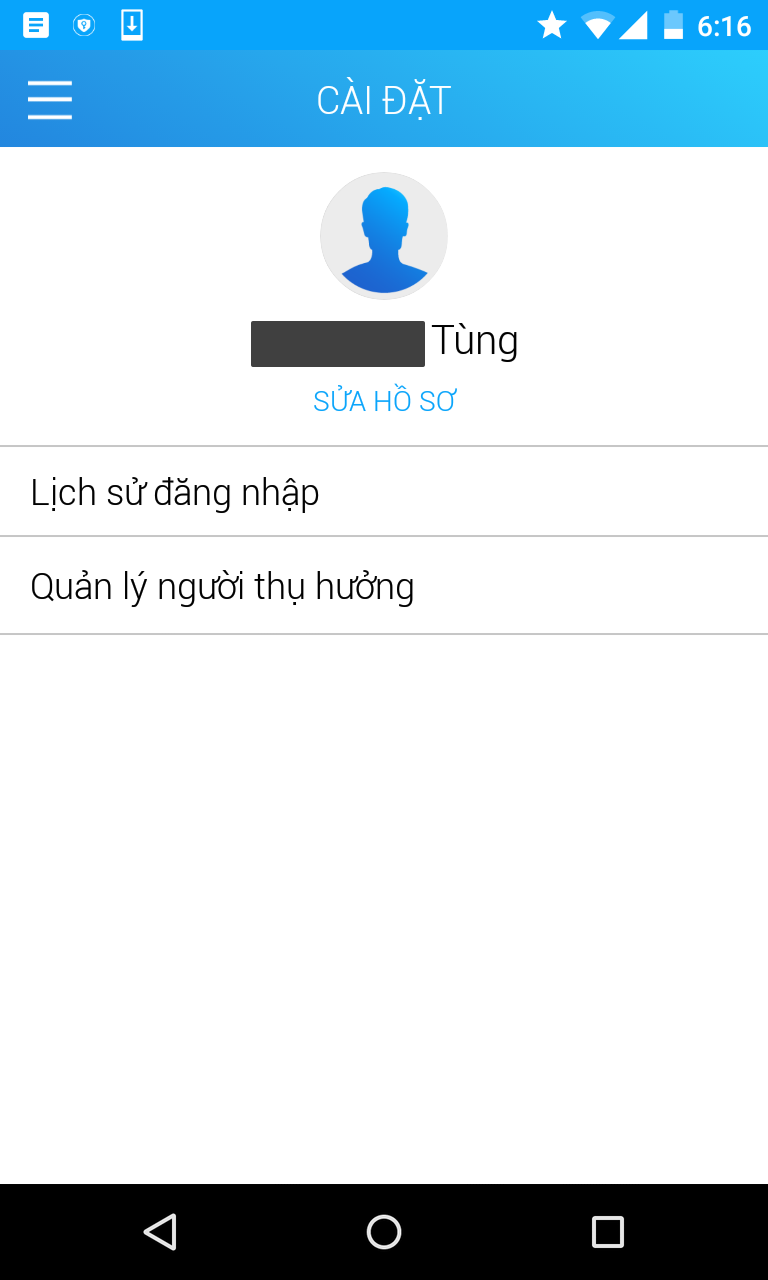 6:16
CÀI ĐẶT
Tùng
SỬA HỒ SƠ
Lịch sử đăng nhập
Quản lý người thụ hưởng